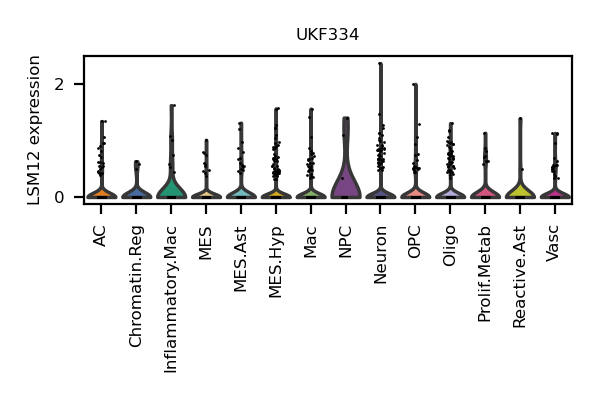 UKF334
LSM12 expression
2
0
AC
Chromatin.Reg
Inflammatory.Mac
MES
MES.Ast
MES.Hyp
Mac
NPC
Neuron
OPC
Oligo
Prolif.Metab
Reactive.Ast
Vasc